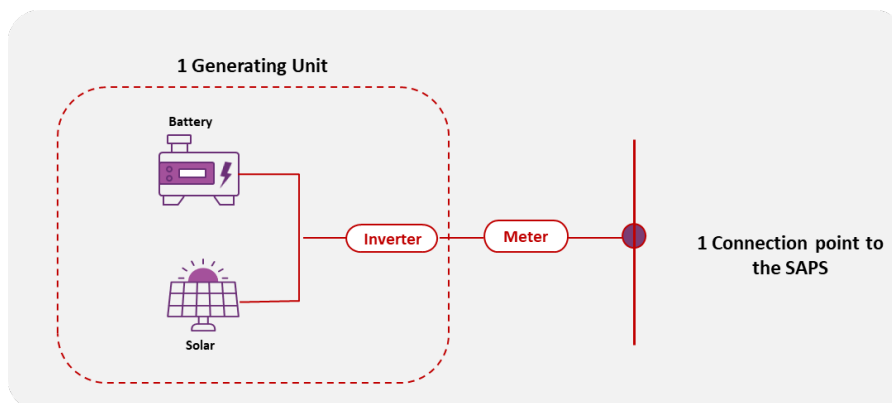 1 Generating Unit
Battery
Inverter
Meter
1 Connection point to
the SAPS
Solar